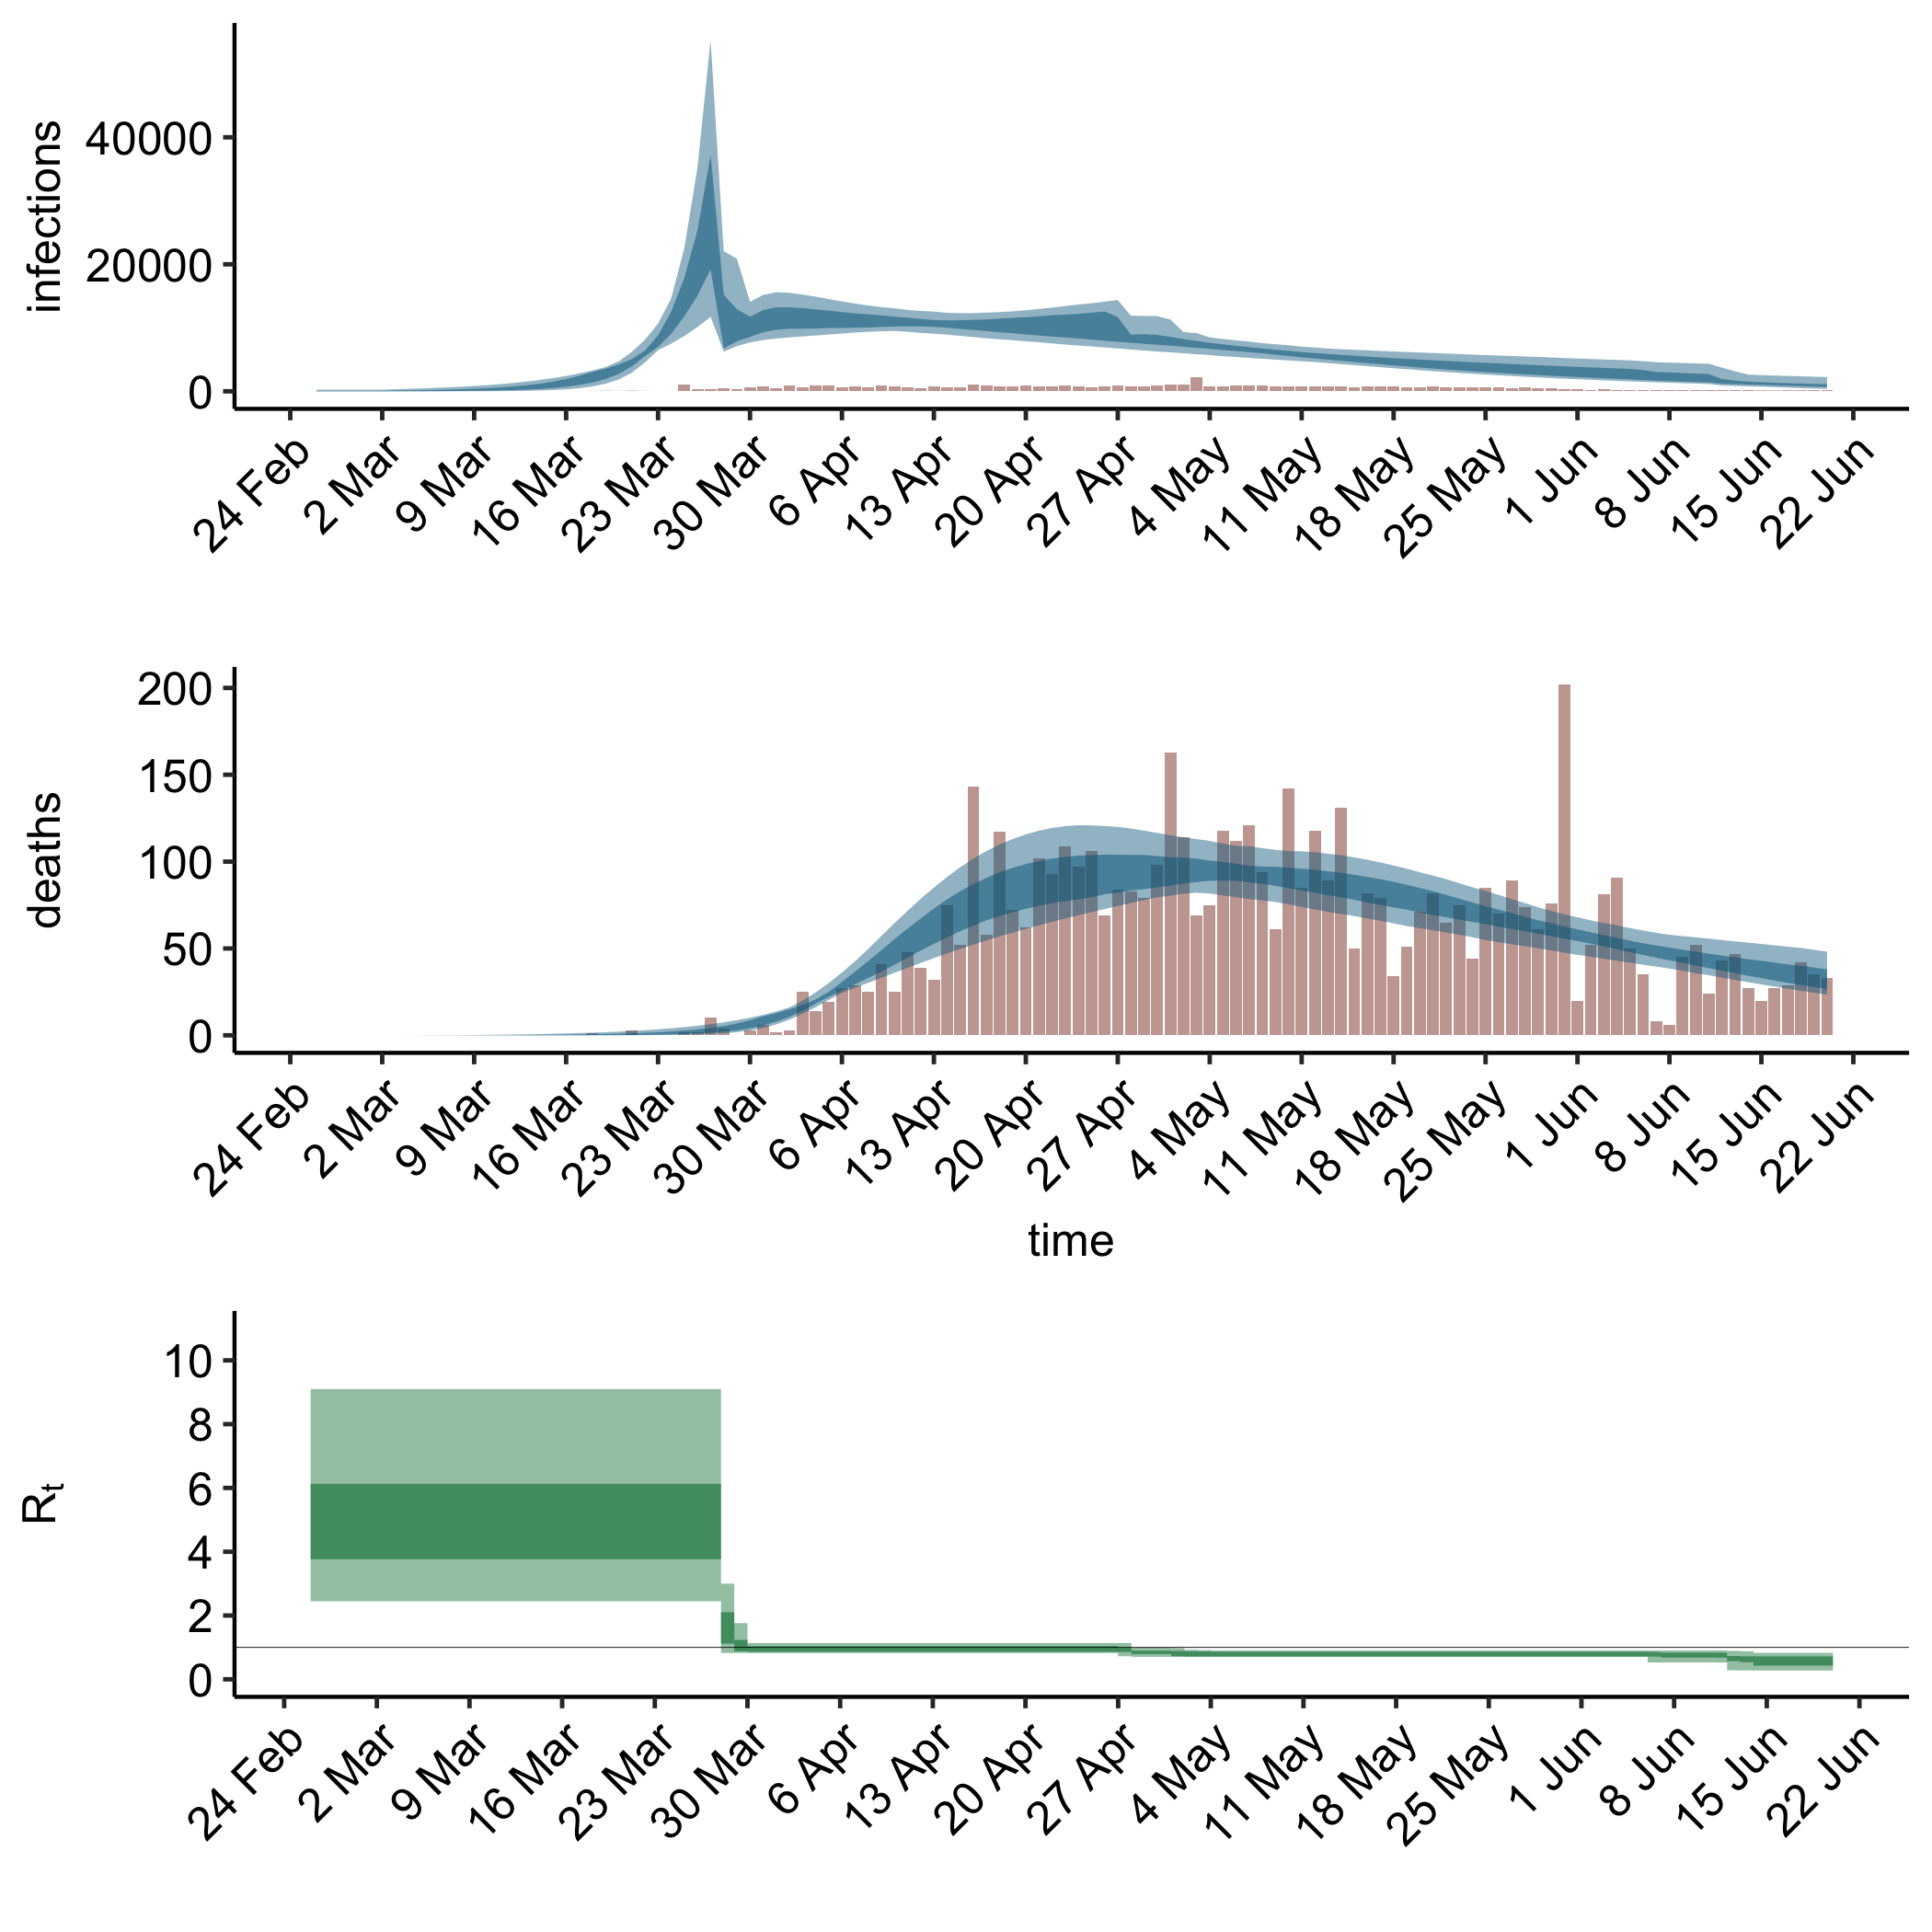 infections
40000
20000
0
24 Feb
2 Mar
9 Mar
16 Mar
23 Mar
30 Mar
6 Apr
13 Apr
20 Apr
27 Apr
4 May
11 May
18 May
25 May
1 Jun
8 Jun
15 Jun
22 Jun
deaths
200
150
100
50
0
24 Feb
2 Mar
9 Mar
16 Mar
23 Mar
30 Mar
6 Apr
13 Apr
20 Apr
27 Apr
4 May
11 May
18 May
25 May
1 Jun
8 Jun
15 Jun
22 Jun
time
Rt
10
8
6
4
2
0
24 Feb
2 Mar
9 Mar
16 Mar
23 Mar
30 Mar
6 Apr
13 Apr
20 Apr
27 Apr
4 May
11 May
18 May
25 May
1 Jun
8 Jun
15 Jun
22 Jun